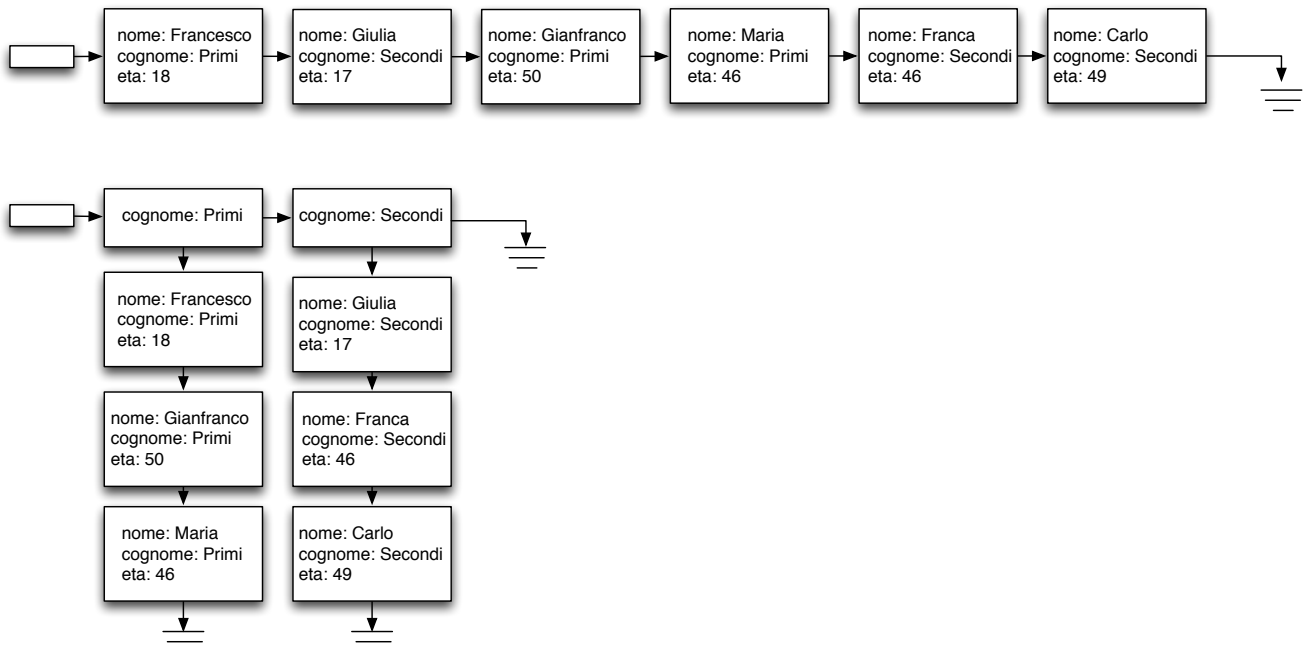 nome: Francesco
cognome: Primi
eta: 18
nome: Giulia
cognome: Secondi
eta: 17
nome: Gianfranco
cognome: Primi
eta: 50
nome: Maria
cognome: Primi
eta: 46
nome: Franca
cognome: Secondi
eta: 46
nome: Carlo
cognome: Secondi
eta: 49
cognome: Primi
cognome: Secondi
nome: Francesco
cognome: Primi
eta: 18
nome: Giulia
cognome: Secondi
eta: 17
nome: Gianfranco
cognome: Primi
eta: 50
nome: Franca
cognome: Secondi
eta: 46
nome: Maria
cognome: Primi
eta: 46
nome: Carlo
cognome: Secondi
eta: 49